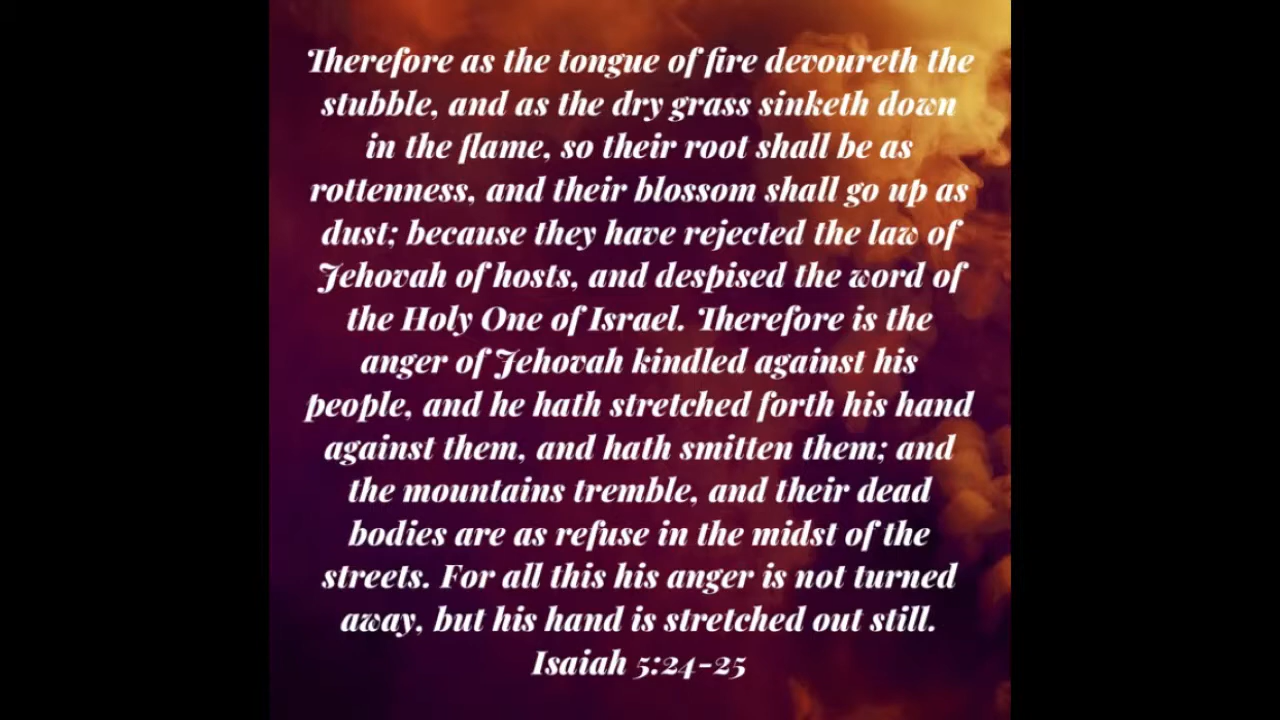 Therefore as the tongue of fire devoureth the
stubble, and as the dry grass sinketh down
in the flame, so their root shall be as
rottenness, and their blossom shall go up as
dust; because they have rejected the law of
Jehovah of hosts, and despised the word of
the Holy One of Israel. Therefore is the
anger of Jehovah kindled against his
people, and he hath stretched forth his hand
against them, and hath smitten them; and
the mountains tremble, and their dead
bodies are as refuse in the midst of the
streets. For all this his anger is not turned
away, but his hand is stretched out still.
Isaiah 5:24-25